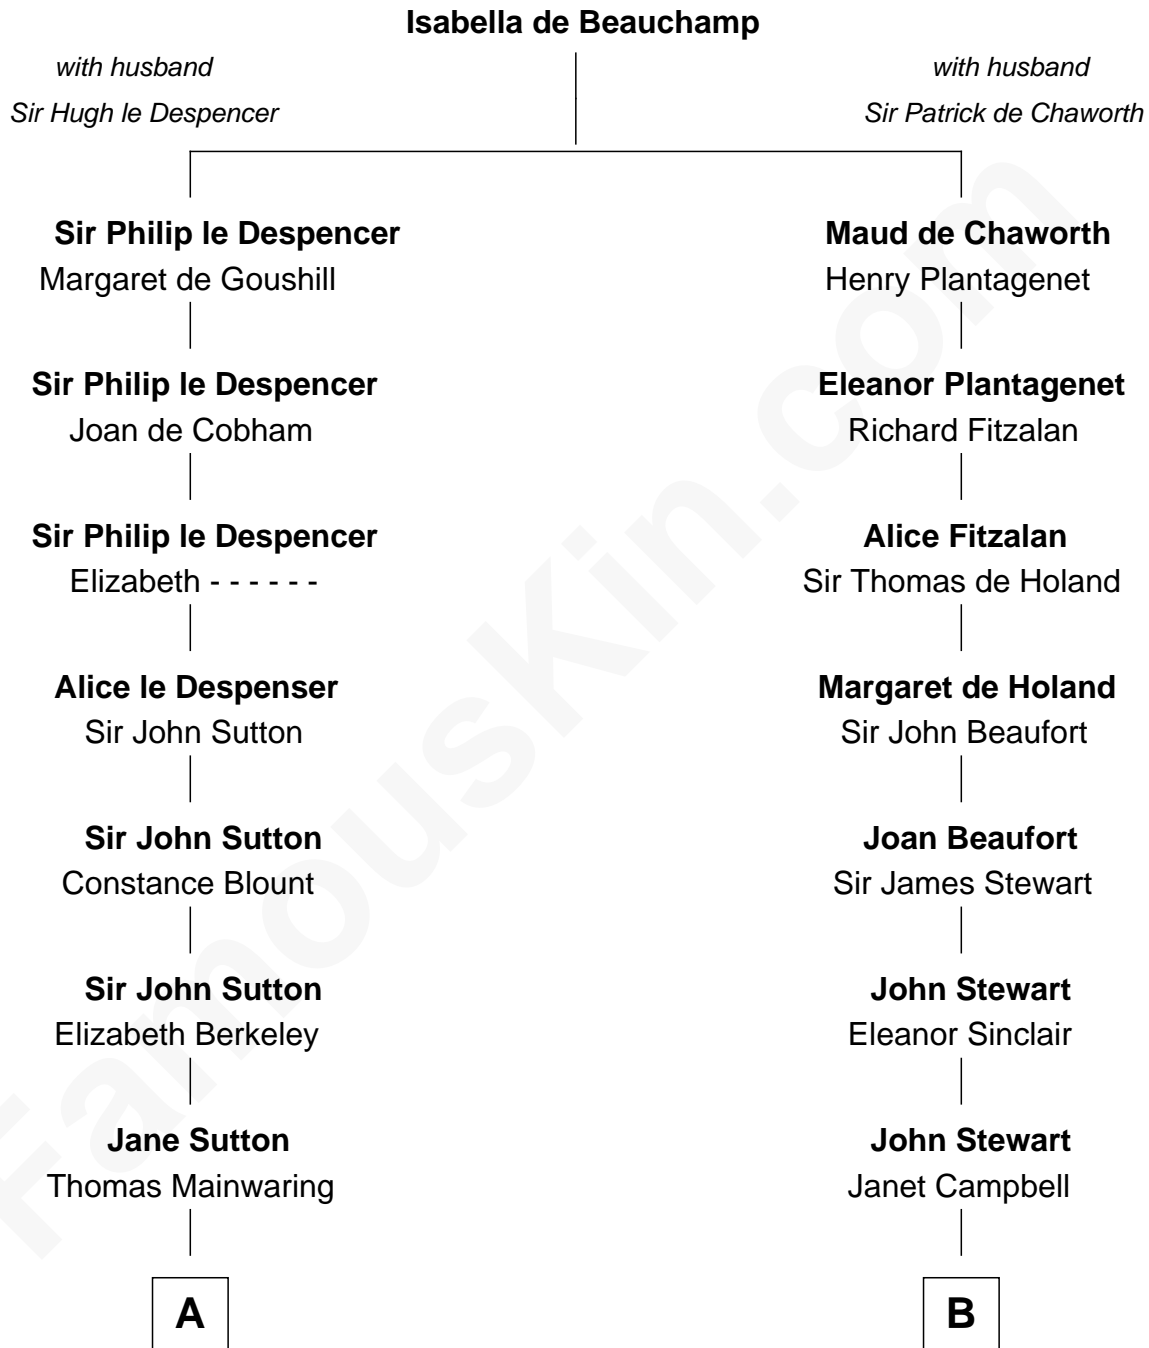 Isabella de Beauchamp
with husband
Sir Hugh le Despencer
with husband
Sir Patrick de Chaworth
Sir Philip le Despencer
Margaret de Goushill
Maud de Chaworth
Henry Plantagenet
Sir Philip le Despencer
Joan de Cobham
Eleanor Plantagenet
Richard Fitzalan
Sir Philip le Despencer
Elizabeth - - - - - -
Alice Fitzalan
Sir Thomas de Holand
Alice le Despenser
Sir John Sutton
Margaret de Holand
Sir John Beaufort
Sir John Sutton
Constance Blount
Joan Beaufort
Sir James Stewart
Sir John Sutton
Elizabeth Berkeley
John Stewart
Eleanor Sinclair
Jane Sutton
Thomas Mainwaring
John Stewart
Janet Campbell
A
B
FamousKin.com